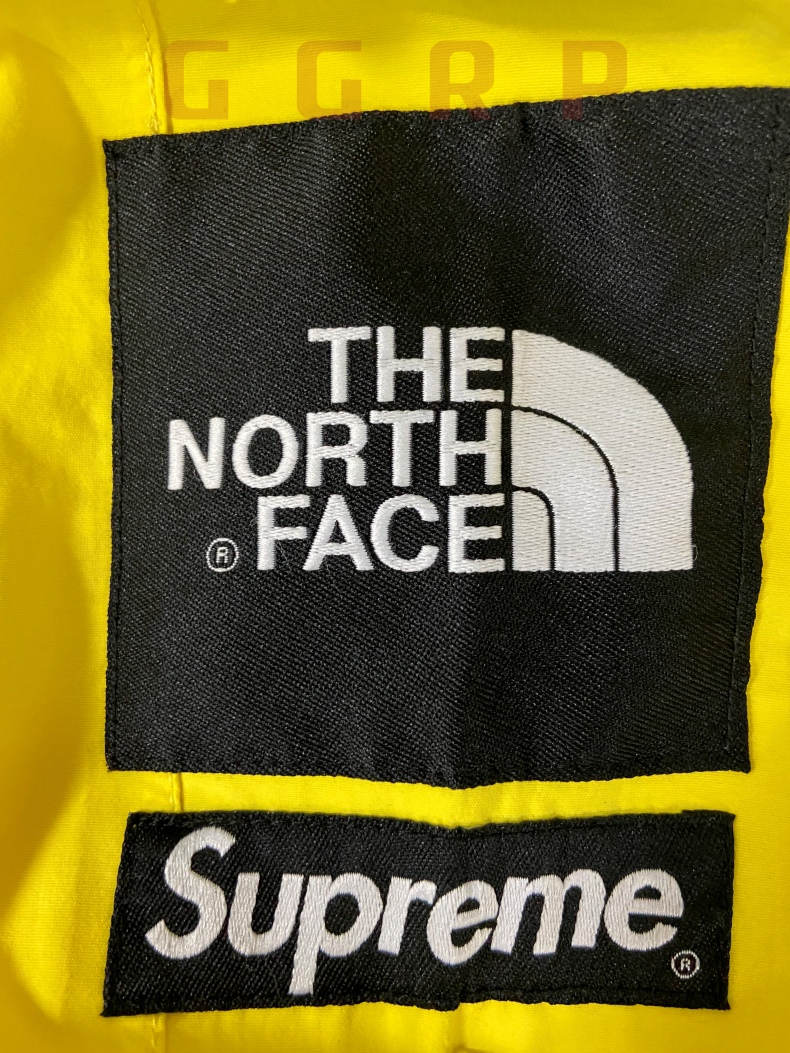 GGRP
THE
NORTH
® FACE
Supreme
®